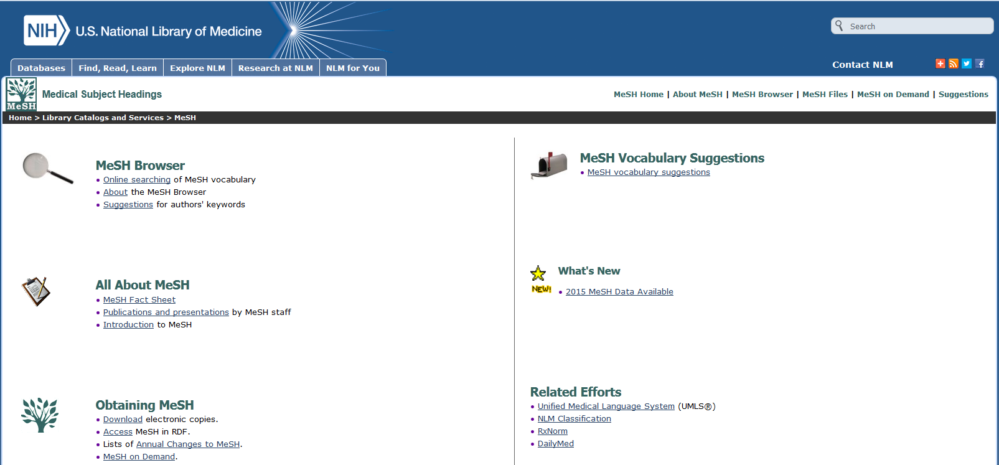 NIH U.S. National Library of Medicine
Search
Databases
Find, Read, Learn
Explore NLM
Research at NLM
NLM for You
Contact NLM
MeSH
Medical Subject Headings
MeSH Home | About MeSH | MeSH Browser | MeSH Files | MeSH on Demand | Suggestions
Home > Library Catalogs and Services > MeSH
MeSH Browser
• Online searching of MeSH vocabulary
• About the MeSH Browser
• Suggestions for authors' keywords
All About MeSH
• MeSH Fact Sheet
• Publications and presentations by MeSH staff
• Introduction to MeSH
Obtaining MeSH
• Download electronic copies.
• Access MeSH in RDF.
• Lists of Annual Changes to MeSH.
• MeSH on Demand.
MeSH Vocabulary Suggestions
• MeSH vocabulary suggestions
What's New
NEW!
• 2015 MeSH Data Available
Related Efforts
• Unified Medical Language System (UMLS®)
• NLM Classification
• RxNorm
• DailyMed